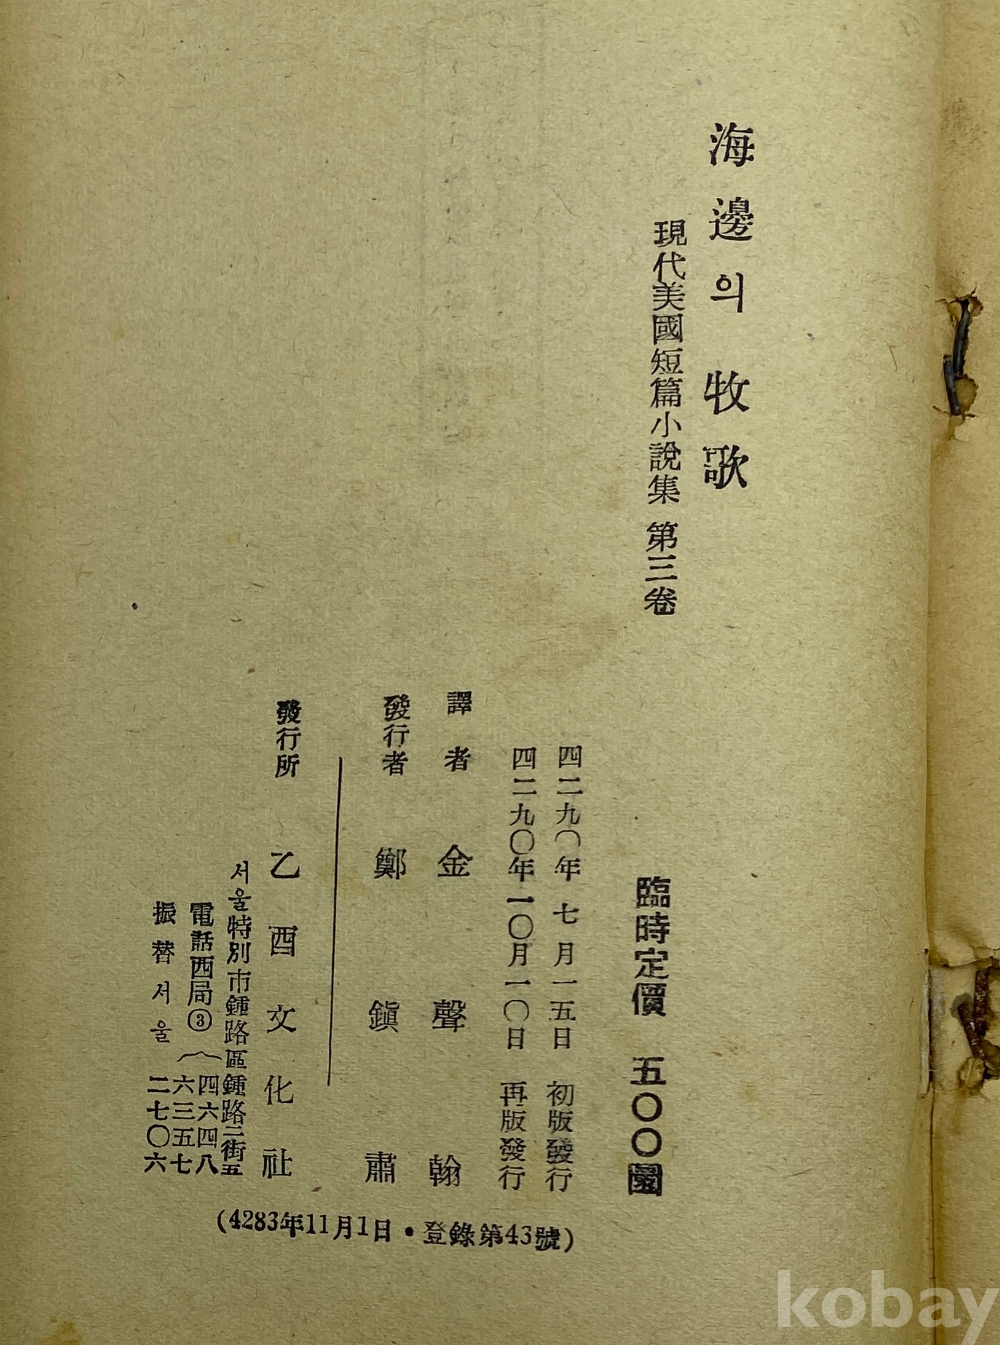 海邊의 牧歌
現代美國短篇小說集 第三卷
臨時定價 五〇〇圜
四二九〇年 七月一五日 初版發行
四二九〇年一〇月一〇日 再版發行
譯者 金聲翰
發行者 鄭鎭肅
發行所 乙酉文化社
서울特別市鍾路區鍾路二街五
電話西局③ 四六四八
六三五七
振替서울 二七〇六
(4283年11月1日・登錄第43號)
kobay